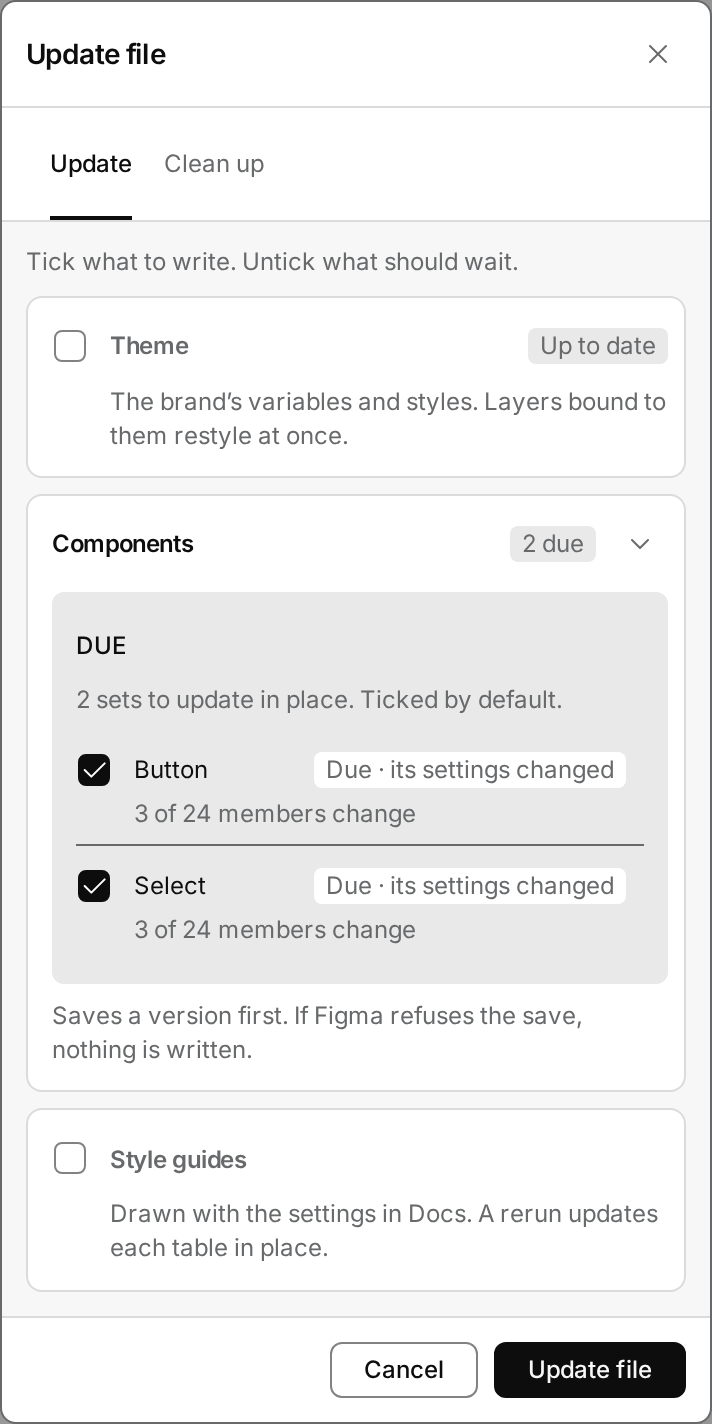 Update file
Update
Clean up
Tick what to write. Untick what should wait.
Theme
Up to date
The brand’s variables and styles. Layers bound to
them restyle at once.
Components
2 due
DUE
2 sets to update in place. Ticked by default.
Button
Due · its settings changed
3 of 24 members change
Select
Due · its settings changed
3 of 24 members change
Saves a version first. If Figma refuses the save,
nothing is written.
Style guides
Drawn with the settings in Docs. A rerun updates
each table in place.
Cancel
Update file